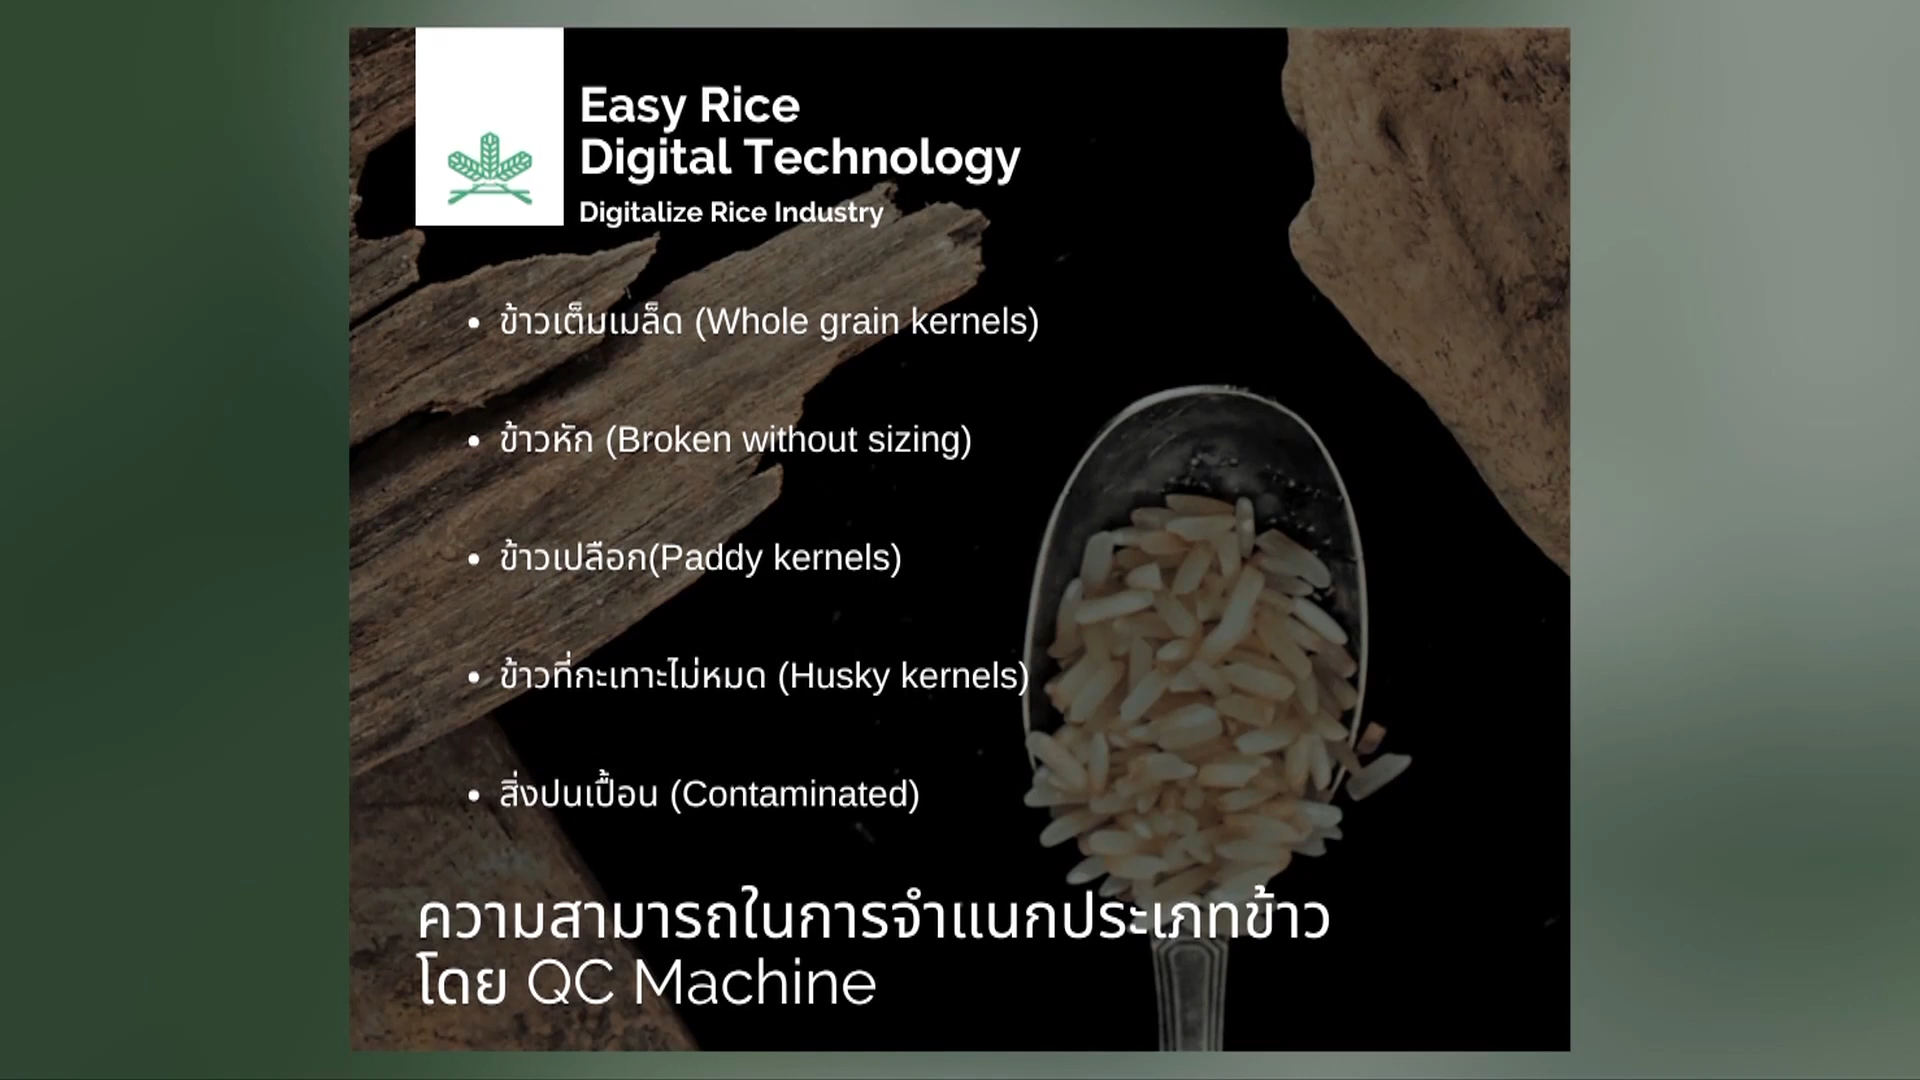 Easy Rice
Digital Technology
Digitalize Rice Industry
• ข้าวเต็มเมล็ด (Whole grain kernels)
• ข้าวหัก (Broken without sizing)
• ข้าวเปลือก(Paddy kernels)
• ข้าวที่กะเทาะไม่หมด (Husky kernels)
• สิ่งปนเปื้อน (Contaminated)
ความสามารถในการจำแนกประเภทข้าว
โดย QC Machine